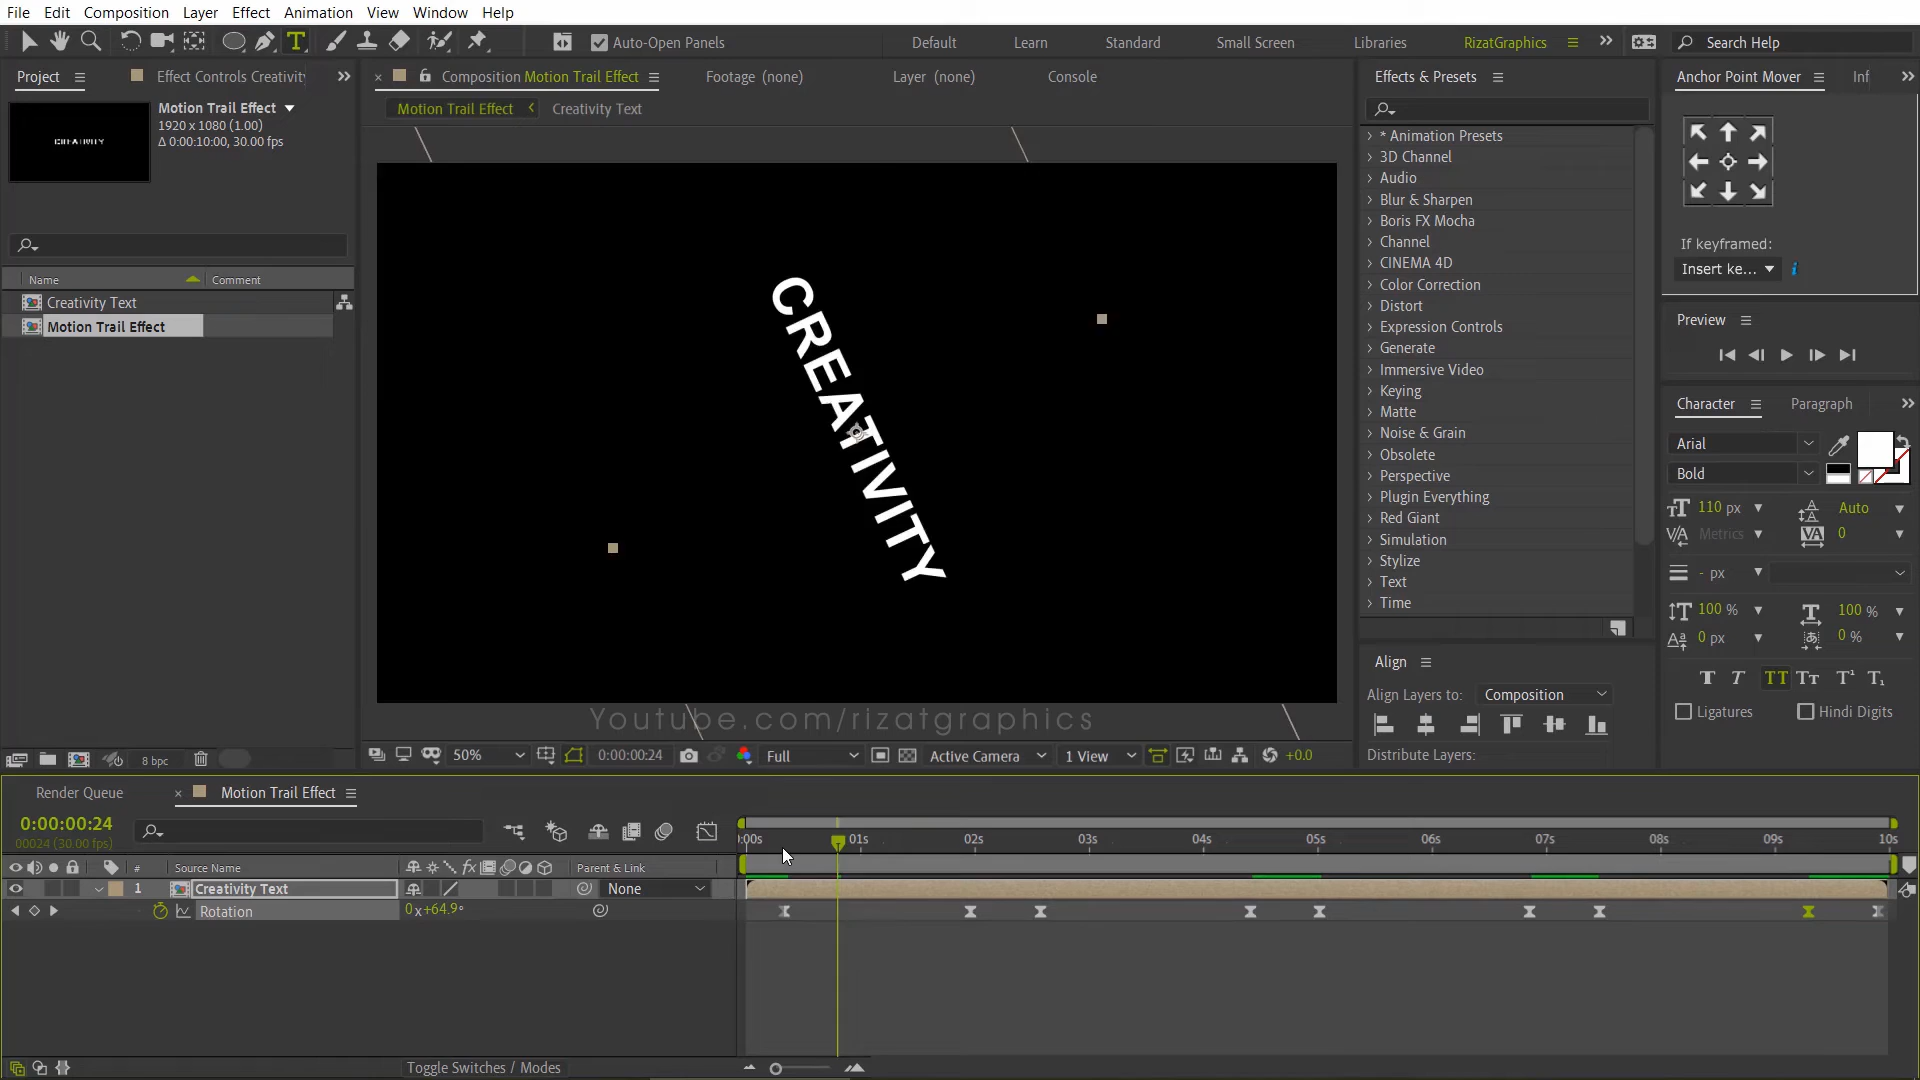 File Edit Composition Layer Effect Animation View Window Help
Auto-Open Panels Default Learn Standard Small Screen Libraries RizatGraphics Search Help
Project Effect Controls Creativity
Composition Motion Trail Effect Footage (none) Layer (none) Console
Effects & Presets
Anchor Point Mover Inf
Motion Trail Effect
1920 x 1080 (1.00)
Δ 0:00:10:00, 30.00 fps
CREATIVITY
Motion Trail Effect Creativity Text
Name Comment
Creativity Text
Motion Trail Effect
8 bpc
CREATIVITY
Youtube.com/rizatgraphics
50% 0:00:00:24 Full Active Camera 1 View +0.0
* Animation Presets
3D Channel
Audio
Blur & Sharpen
Boris FX Mocha
Channel
CINEMA 4D
Color Correction
Distort
Expression Controls
Generate
Immersive Video
Keying
Matte
Noise & Grain
Obsolete
Perspective
Plugin Everything
Red Giant
Simulation
Stylize
Text
Time
Align
Align Layers to: Composition
Distribute Layers:
If keyframed:
Insert ke...
Preview
Character Paragraph
Arial
Bold
110 px Auto
Metrics 0
- px
100 % 100 %
0 px 0 %
Ligatures Hindi Digits
Render Queue Motion Trail Effect
0:00:00:24
00024 (30.00 fps)
:00s 01s 02s 03s 04s 05s 06s 07s 08s 09s 10s
# Source Name Parent & Link
1 Creativity Text None
Rotation 0x+64.9°
Toggle Switches / Modes